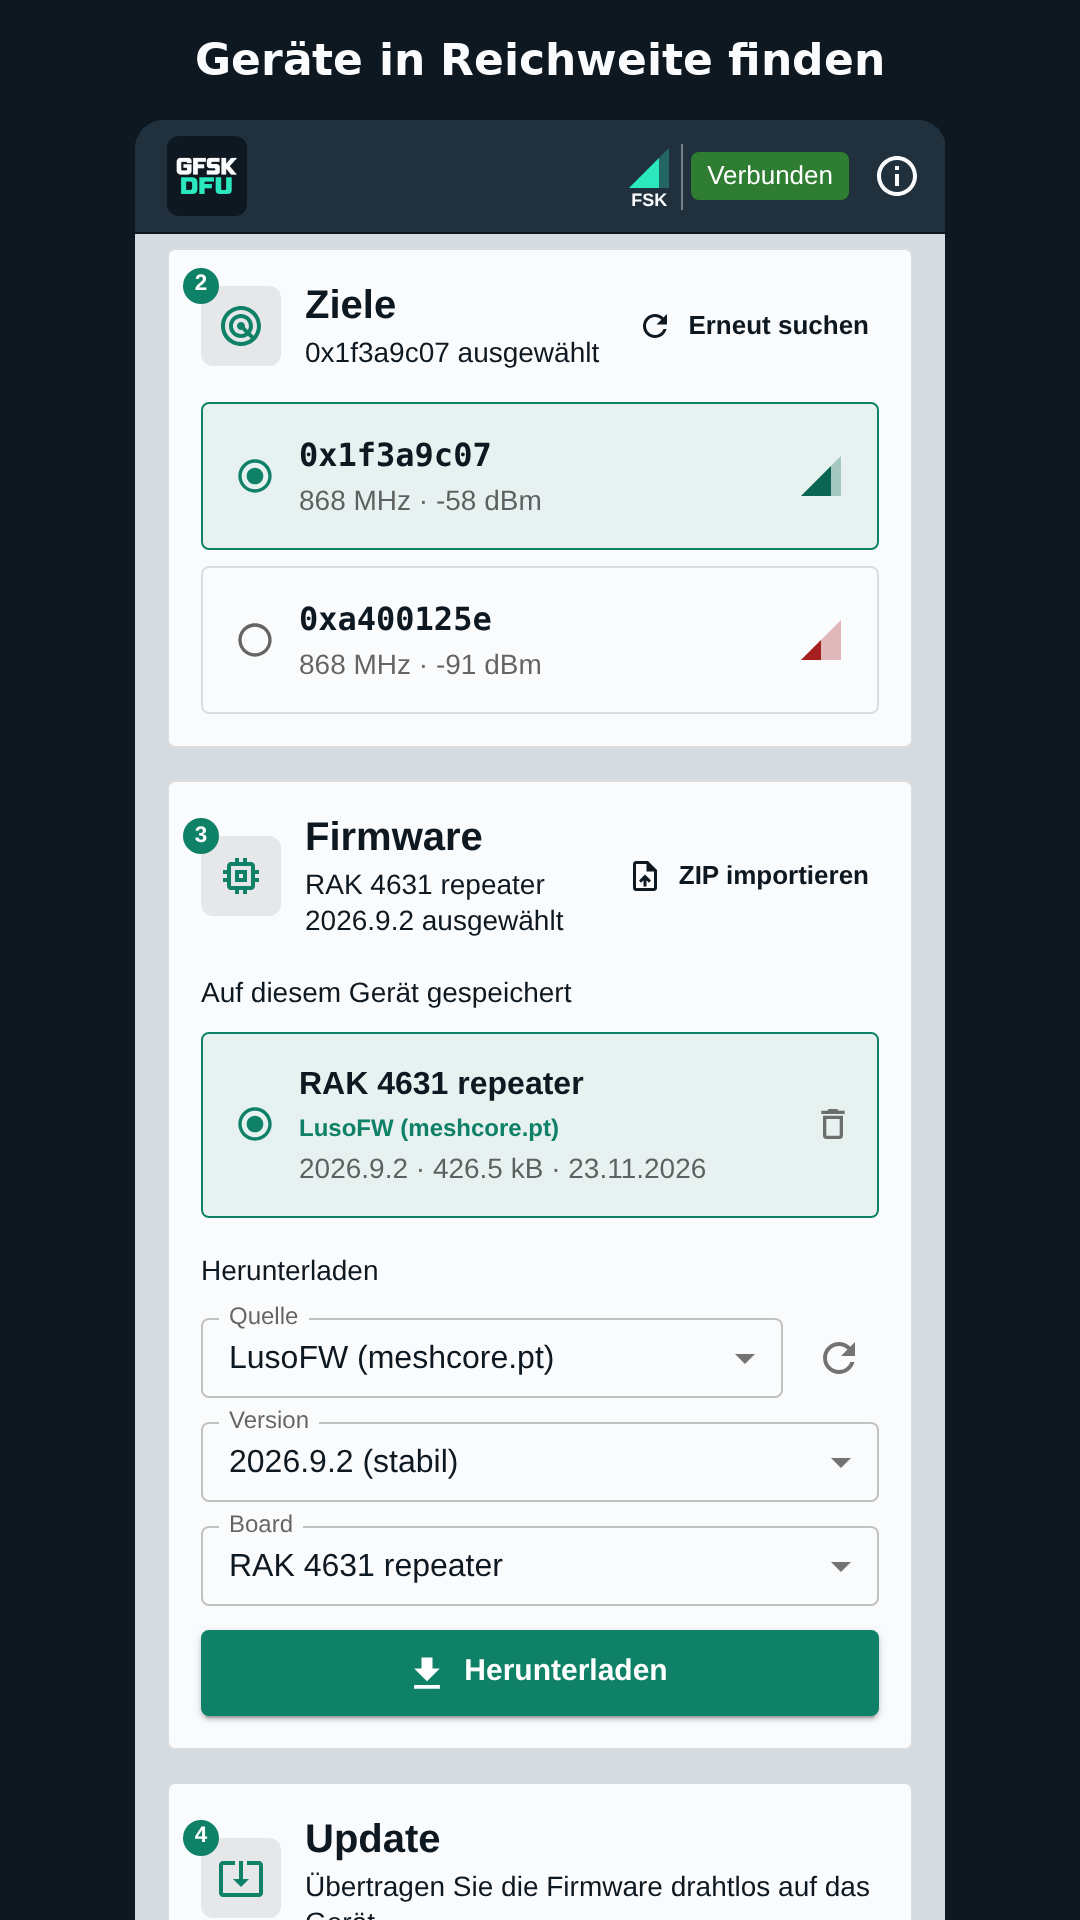 Geräte in Reichweite finden
GFSK
DFU
FSK
Verbunden
2
Ziele
0x1f3a9c07 ausgewählt
Erneut suchen
0x1f3a9c07
868 MHz · -58 dBm
0xa400125e
868 MHz · -91 dBm
3
Firmware
RAK 4631 repeater
2026.9.2 ausgewählt
ZIP importieren
Auf diesem Gerät gespeichert
RAK 4631 repeater
LusoFW (meshcore.pt)
2026.9.2 · 426.5 kB · 23.11.2026
Herunterladen
Quelle
LusoFW (meshcore.pt)
Version
2026.9.2 (stabil)
Board
RAK 4631 repeater
Herunterladen
4
Update
Übertragen Sie die Firmware drahtlos auf das
Gerät